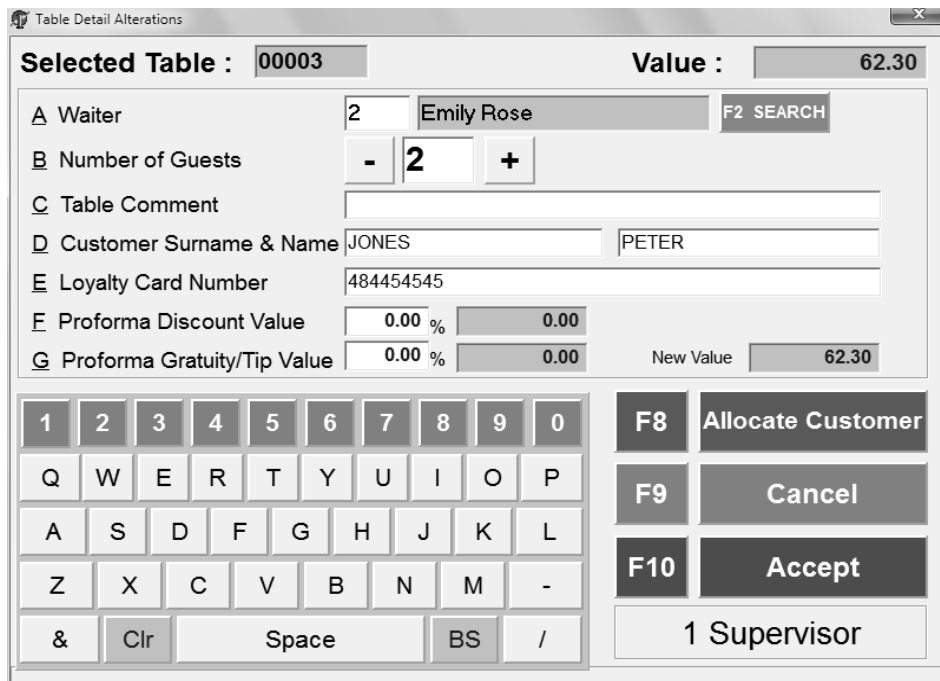 Table Detail Alterations
x
Selected Table : 00003 Value : 62.30
A Waiter 2 Emily Rose F2 SEARCH
B Number of Guests - 2 +
C Table Comment
D Customer Surname & Name JONES PETER
E Loyalty Card Number 484454545
F Proforma Discount Value 0.00 % 0.00
G Proforma Gratuity/Tip Value 0.00 % 0.00 New Value 62.30
1 2 3 4 5 6 7 8 9 0 F8 Allocate Customer
Q W E R T Y U I O P F9 Cancel
A S D F G H J K L
Z X C V B N M - F10 Accept
& Clr Space BS / 1 Supervisor